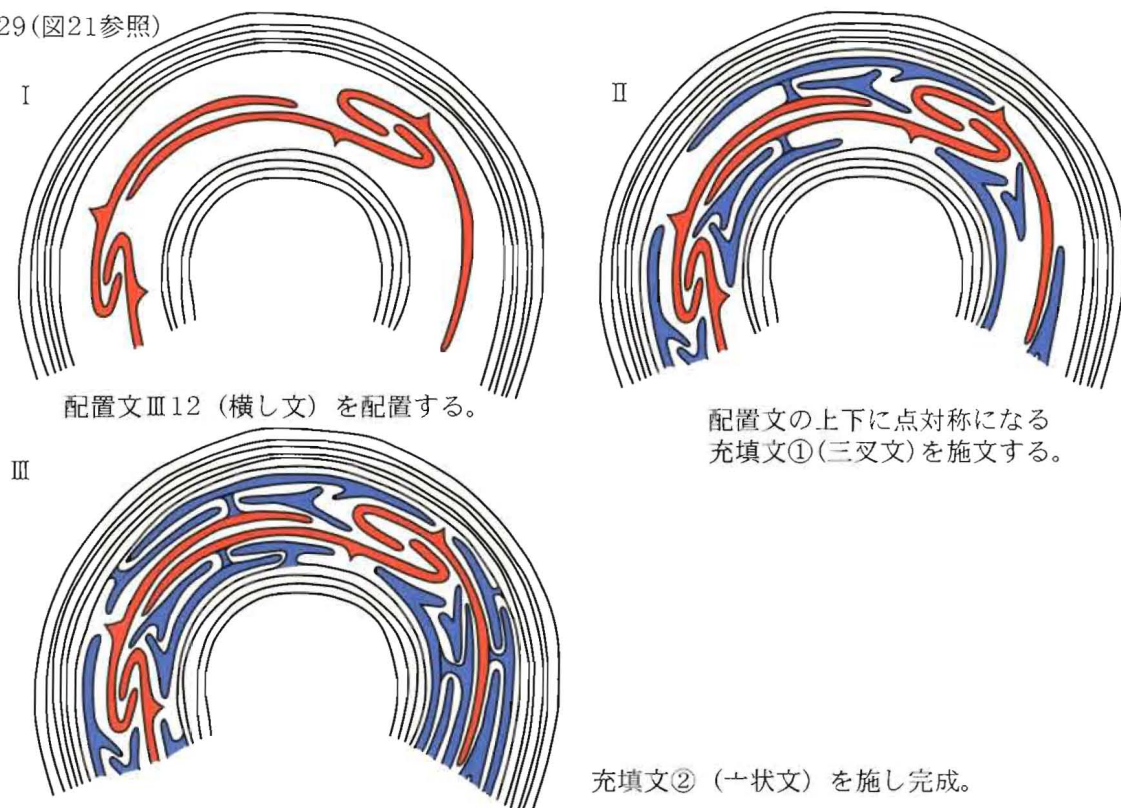 29(図21参照)
Ⅰ
Ⅱ
配置文Ⅲ12 (横し文) を配置する。
配置文の上下に点対称になる
充填文①(三叉文)を施文する。
Ⅲ
充填文② (亠状文) を施し完成。